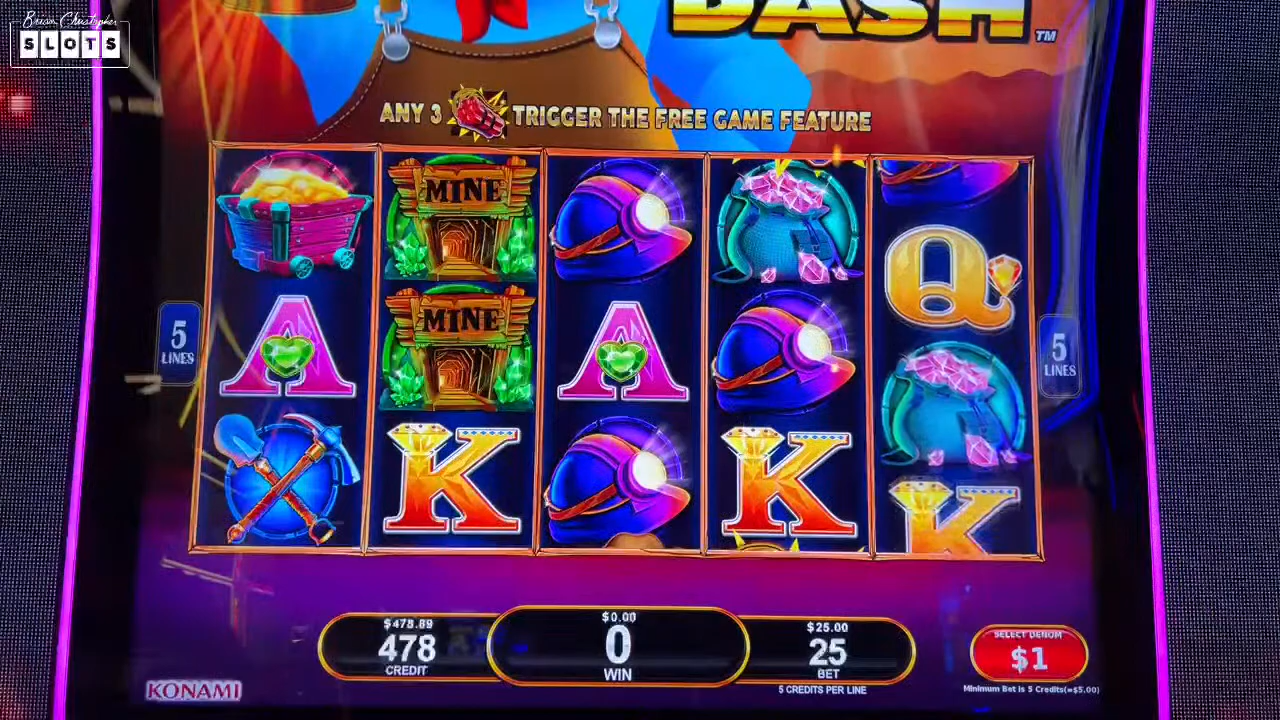 Brian Christopher
SLOTS
DASH
TM
ANY 3 TRIGGER THE FREE GAME FEATURE
MINE
MINE
A
A
Q
K
K
K
5
LINES
5
LINES
$478.89
478
CREDIT
$0.00
0
WIN
$25.00
25
BET
5 CREDITS PER LINE
SELECT DENOM
$1
Minimum Bet is 5 Credits(=$5.00)
KONAMI